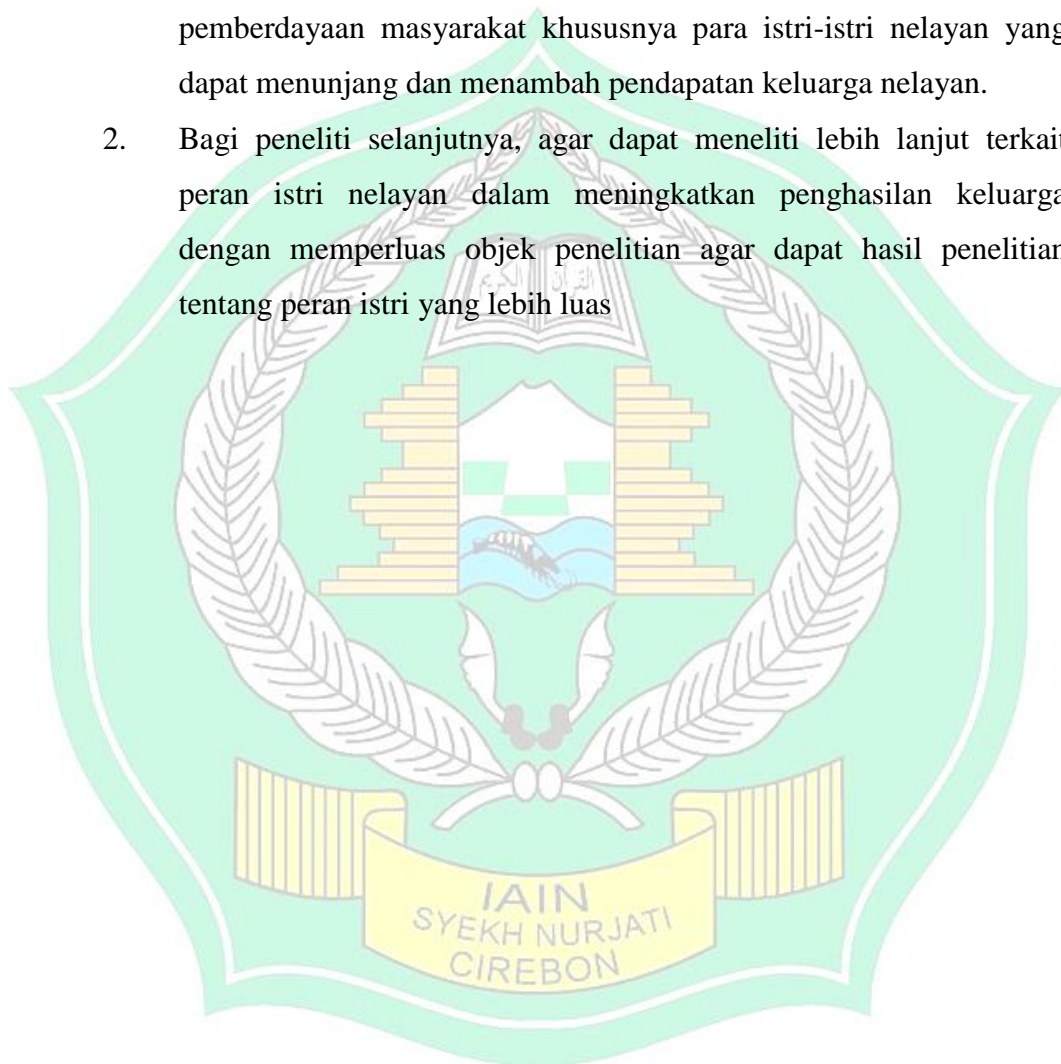 pemberdayaan masyarakat khususnya para istri-istri nelayan yang
dapat menunjang dan menambah pendapatan keluarga nelayan.
2. Bagi peneliti selanjutnya, agar dapat meneliti lebih lanjut terkait
peran istri nelayan dalam meningkatkan penghasilan keluarga
dengan memperluas objek penelitian agar dapat hasil penelitian
tentang peran istri yang lebih luas
القرآن الكريم
IAIN
SYEKH NURJATI
CIREBON